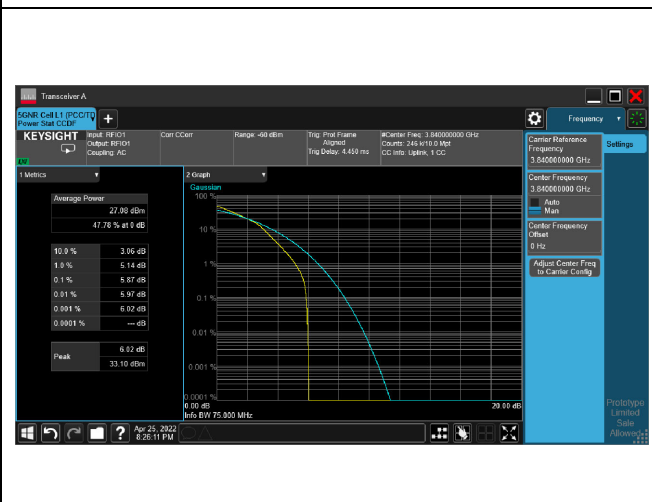 Transceiver A
5GNR Cell L1 (PCC/TD
Power Stat CCDF
Frequency
KEYSIGHT
Input: RFIO1
Output: RFIO1
Coupling: AC
Corr CCorr
Range: -60 dBm
Trig: Prot Frame
Aligned
Trig Delay: 4.450 ms
#Center Freq: 3.840000000 GHz
Counts: 246 k/10.0 Mpt
CC Info: Uplink, 1 CC
1 Metrics
Average Power
27.08 dBm
47.78 % at 0 dB
10.0 % 3.06 dB
1.0 % 5.14 dB
0.1 % 5.87 dB
0.01 % 5.97 dB
0.001 % 6.02 dB
0.0001 % --- dB
Peak
6.02 dB
33.10 dBm
2 Graph
Gaussian
100 %
10 %
1 %
0.1 %
0.01 %
0.001 %
0.0001 %
0.00 dB 20.00 dB
Info BW 75.000 MHz
Carrier Reference
Frequency
3.840000000 GHz
Center Frequency
3.840000000 GHz
Auto
Man
Center Frequency
Offset
0 Hz
Adjust Center Freq
to Carrier Config
Settings
Prototype
Limited
Sale
Allowed
?
Apr 25, 2022
8:26:11 PM